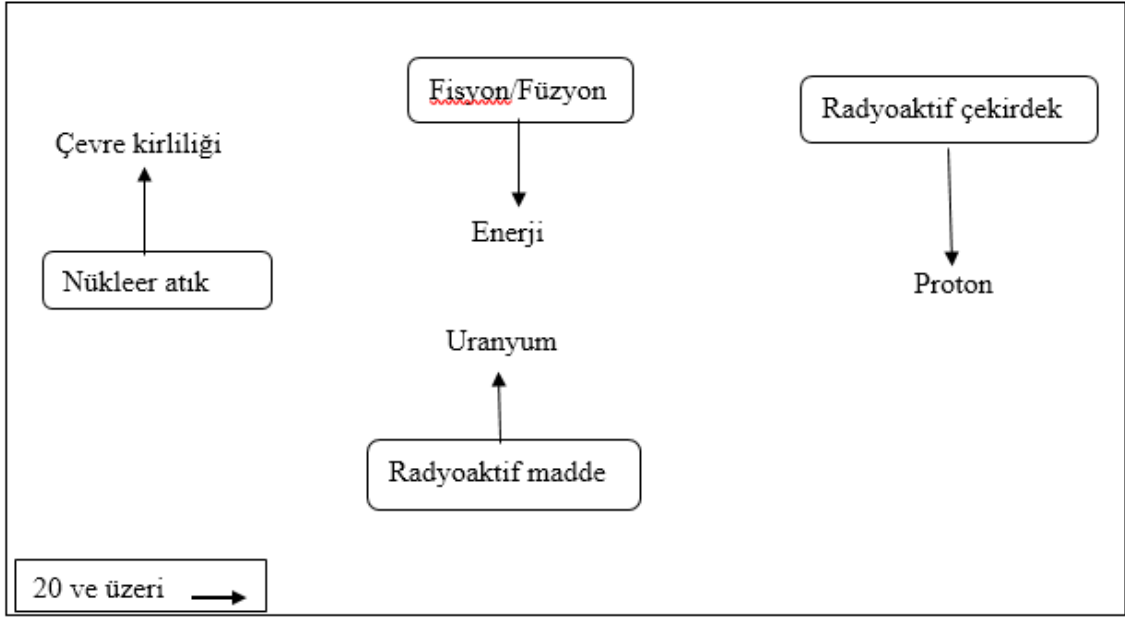 Fisyon/Füzyon
Radyoaktif çekirdek
Çevre kirliliği
Enerji
Nükleer atık
Proton
Uranyum
Radyoaktif madde
20 ve üzeri